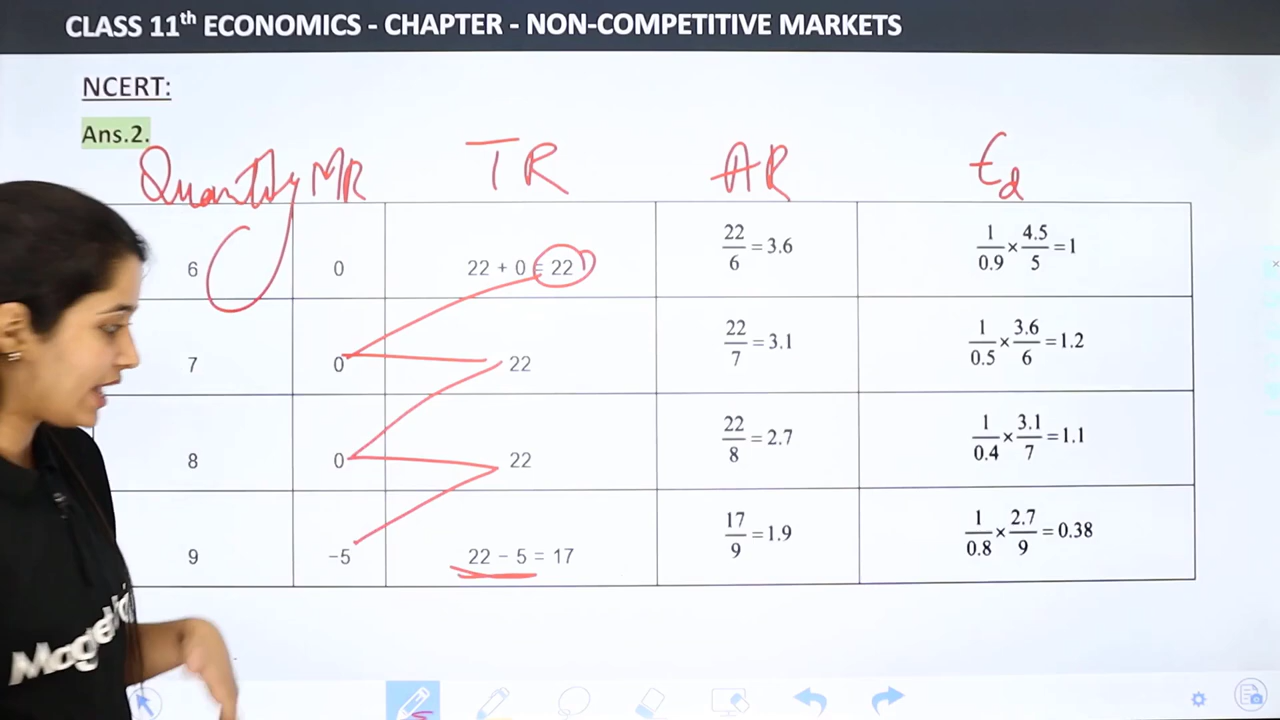 CLASS 11th ECONOMICS - CHAPTER - NON-COMPETITIVE MARKETS
NCERT:
Ans.2.
Quantity MR TR AR Ed
6 0 22 + 0 = 22 22/6 = 3.6 1/0.9 × 4.5/5 = 1
7 0 22 22/7 = 3.1 1/0.5 × 3.6/6 = 1.2
8 0 22 22/8 = 2.7 1/0.4 × 3.1/7 = 1.1
9 −5 22 − 5 = 17 17/9 = 1.9 1/0.8 × 2.7/9 = 0.38